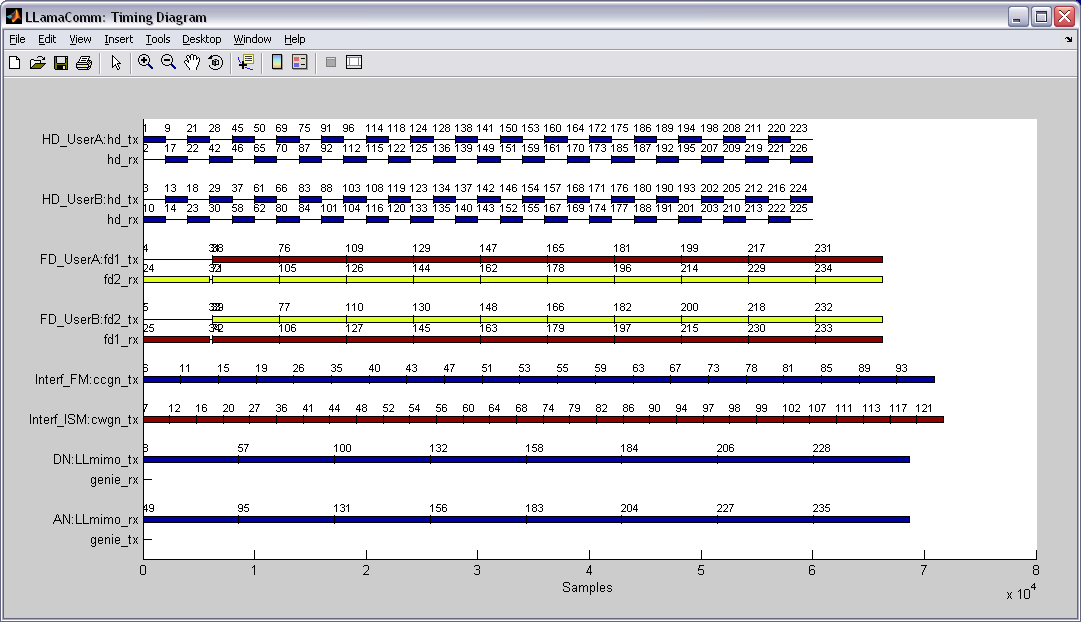 LLamaComm: Timing Diagram
File Edit View Insert Tools Desktop Window Help
1 9 21 28 45 50 69 75 91 96 114 118 124 128 138 141 150 153 160 164 172 175 186 189 194 198 208 211 220 223
HD_UserA:hd_tx
2 17 22 42 46 65 70 87 92 112 115 122 125 136 139 149 151 159 161 170 173 185 187 192 195 207 209 219 221 226
hd_rx
3 13 18 29 37 61 66 83 88 103 108 119 123 134 137 142 146 154 157 168 171 176 180 190 193 202 205 212 216 224
HD_UserB:hd_tx
10 14 23 30 58 62 80 84 101 104 116 120 133 135 140 143 152 155 167 169 174 177 188 191 201 203 210 213 222 225
hd_rx
4 38 76 109 129 147 165 181 199 217 231
FD_UserA:fd1_tx
24 105 126 144 162 178 196 214 229 234
fd2_rx
5 39 77 110 130 148 166 182 200 218 232
FD_UserB:fd2_tx
25 106 127 145 163 179 197 215 230 233
fd1_rx
6 11 15 19 26 35 40 43 47 51 53 55 59 63 67 73 78 81 85 89 93
Interf_FM:ccgn_tx
7 12 16 20 27 36 41 44 48 52 54 56 60 64 68 74 79 82 86 90 94 97 98 99 102 107 111 113 117 121
Interf_ISM:cwgn_tx
8 57 100 132 158 184 206 228
DN:LLmimo_tx
genie_rx
49 95 131 156 183 204 227 235
AN:LLmimo_rx
genie_tx
0 1 2 3 4 5 6 7 8
Samples
x 10^4